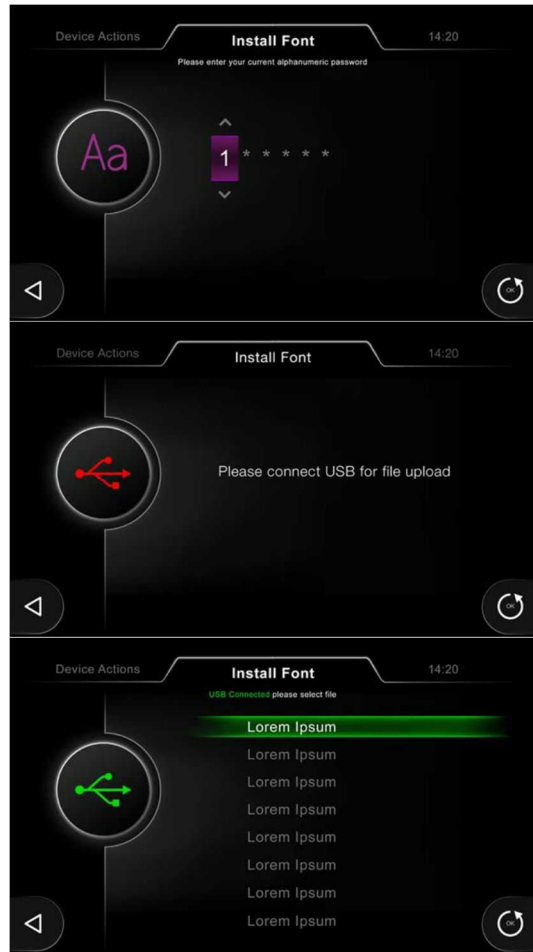 Device Actions Install Font 14:20
Please enter your current alphanumeric password
Aa
1 * * * * *
OK
Device Actions Install Font 14:20
Please connect USB for file upload
OK
Device Actions Install Font 14:20
USB Connected please select file
Lorem Ipsum
Lorem Ipsum
Lorem Ipsum
Lorem Ipsum
Lorem Ipsum
Lorem Ipsum
Lorem Ipsum
Lorem Ipsum
OK